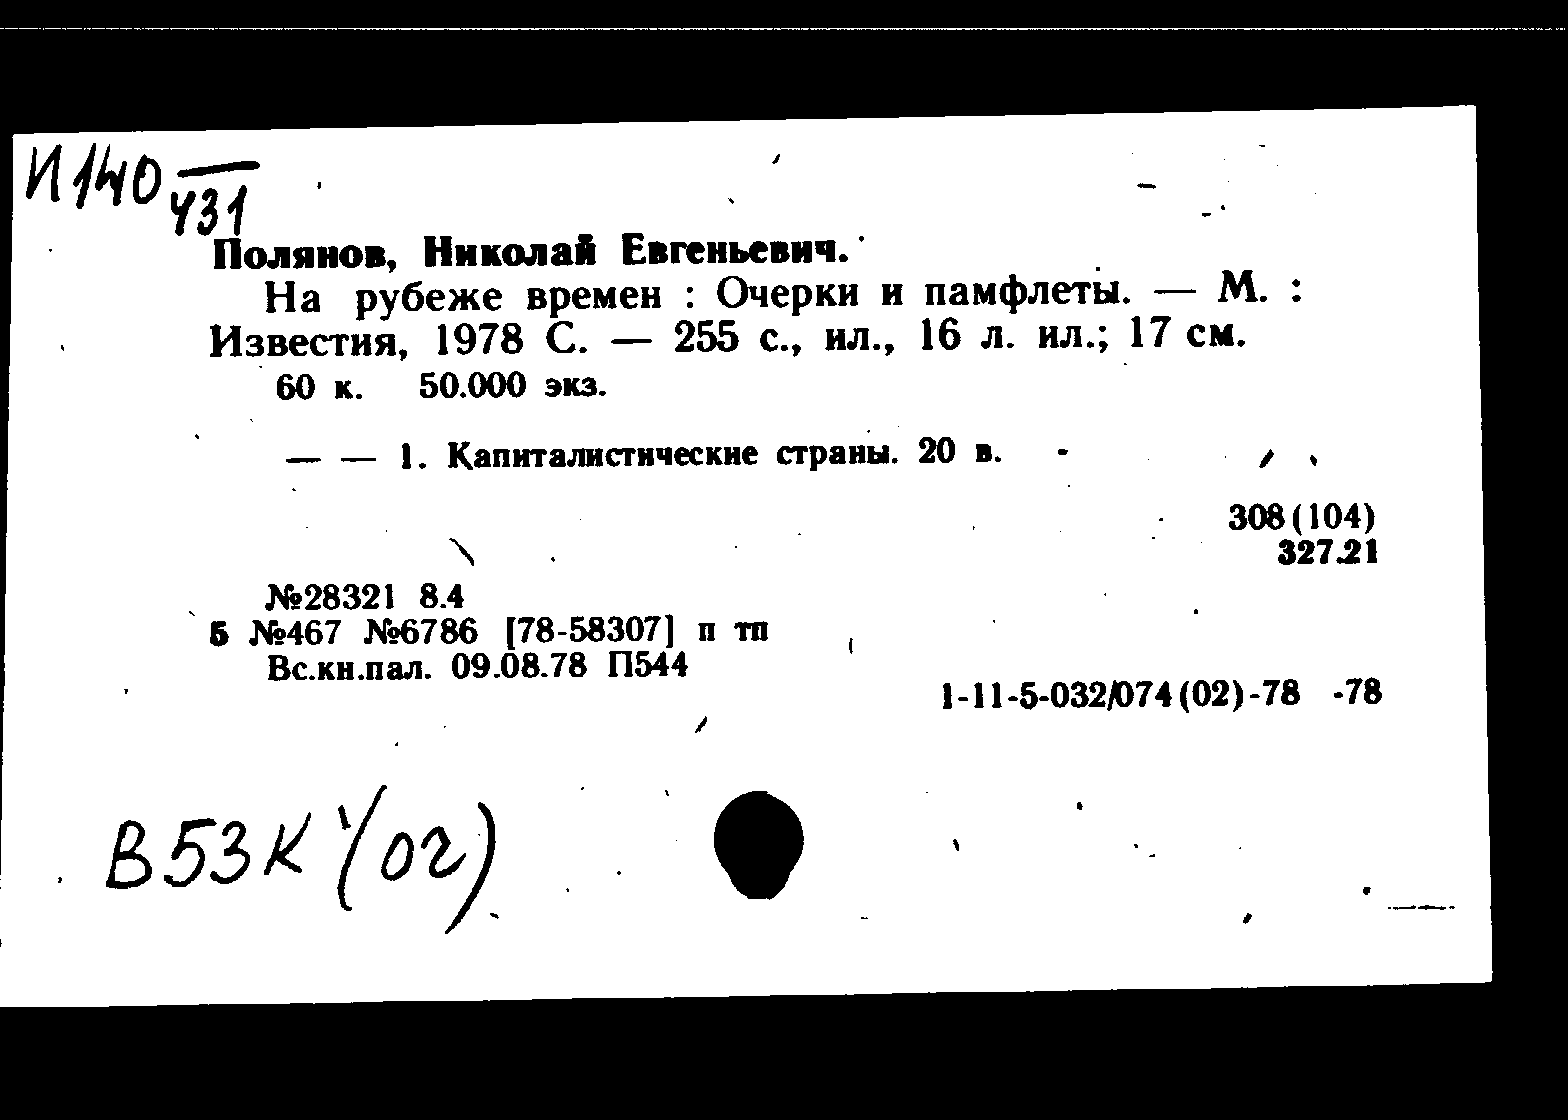 И140
431
Полянов, Николай Евгеньевич.
На рубеже времен : Очерки и памфлеты. — М. :
Известия, 1978 С. — 255 с., ил., 16 л. ил.; 17 см.
60 к. 50.000 экз.
— — 1. Капиталистические страны. 20 в.
308(104)
327.21
№28321 8.4
5 №467 №6786 [78-58307] п тп
Вс.кн.пал. 09.08.78 П544
1-11-5-032/074(02)-78 -78
В53К (02)